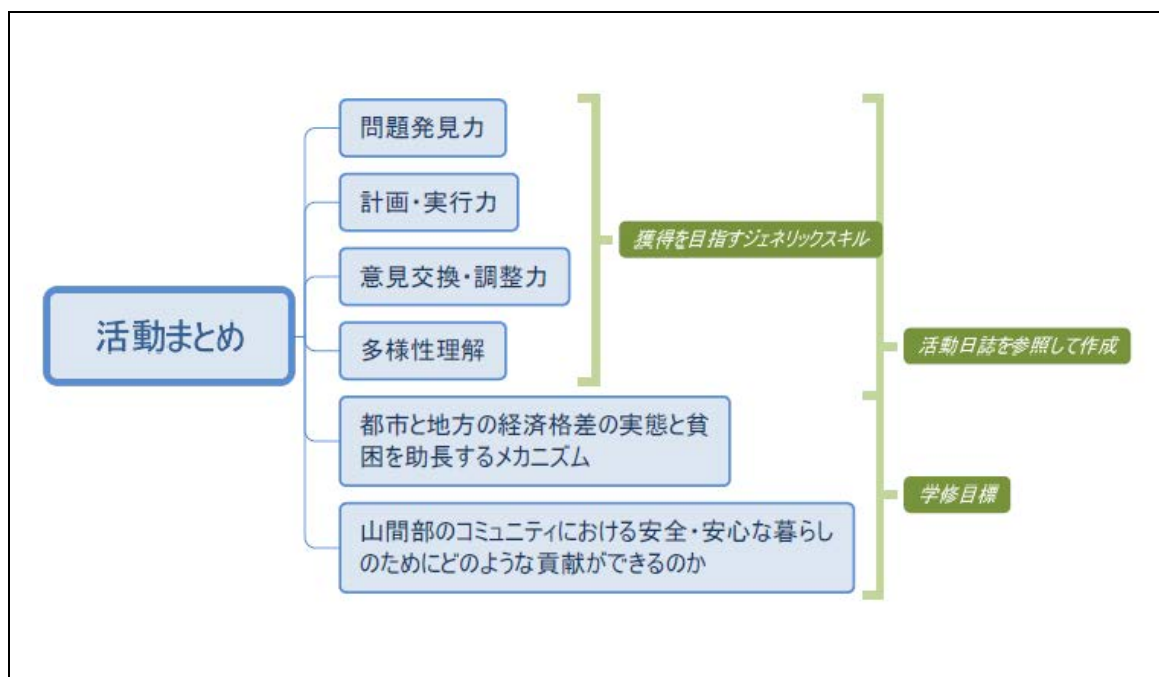 問題発見力
計画・実行力
獲得を目指すジェネリックスキル
意見交換・調整力
活動まとめ
多様性理解
活動日誌を参照して作成
都市と地方の経済格差の実態と貧
困を助長するメカニズム
学修目標
山間部のコミュニティにおける安全・安心な暮らし
のためにどのような貢献ができるのか